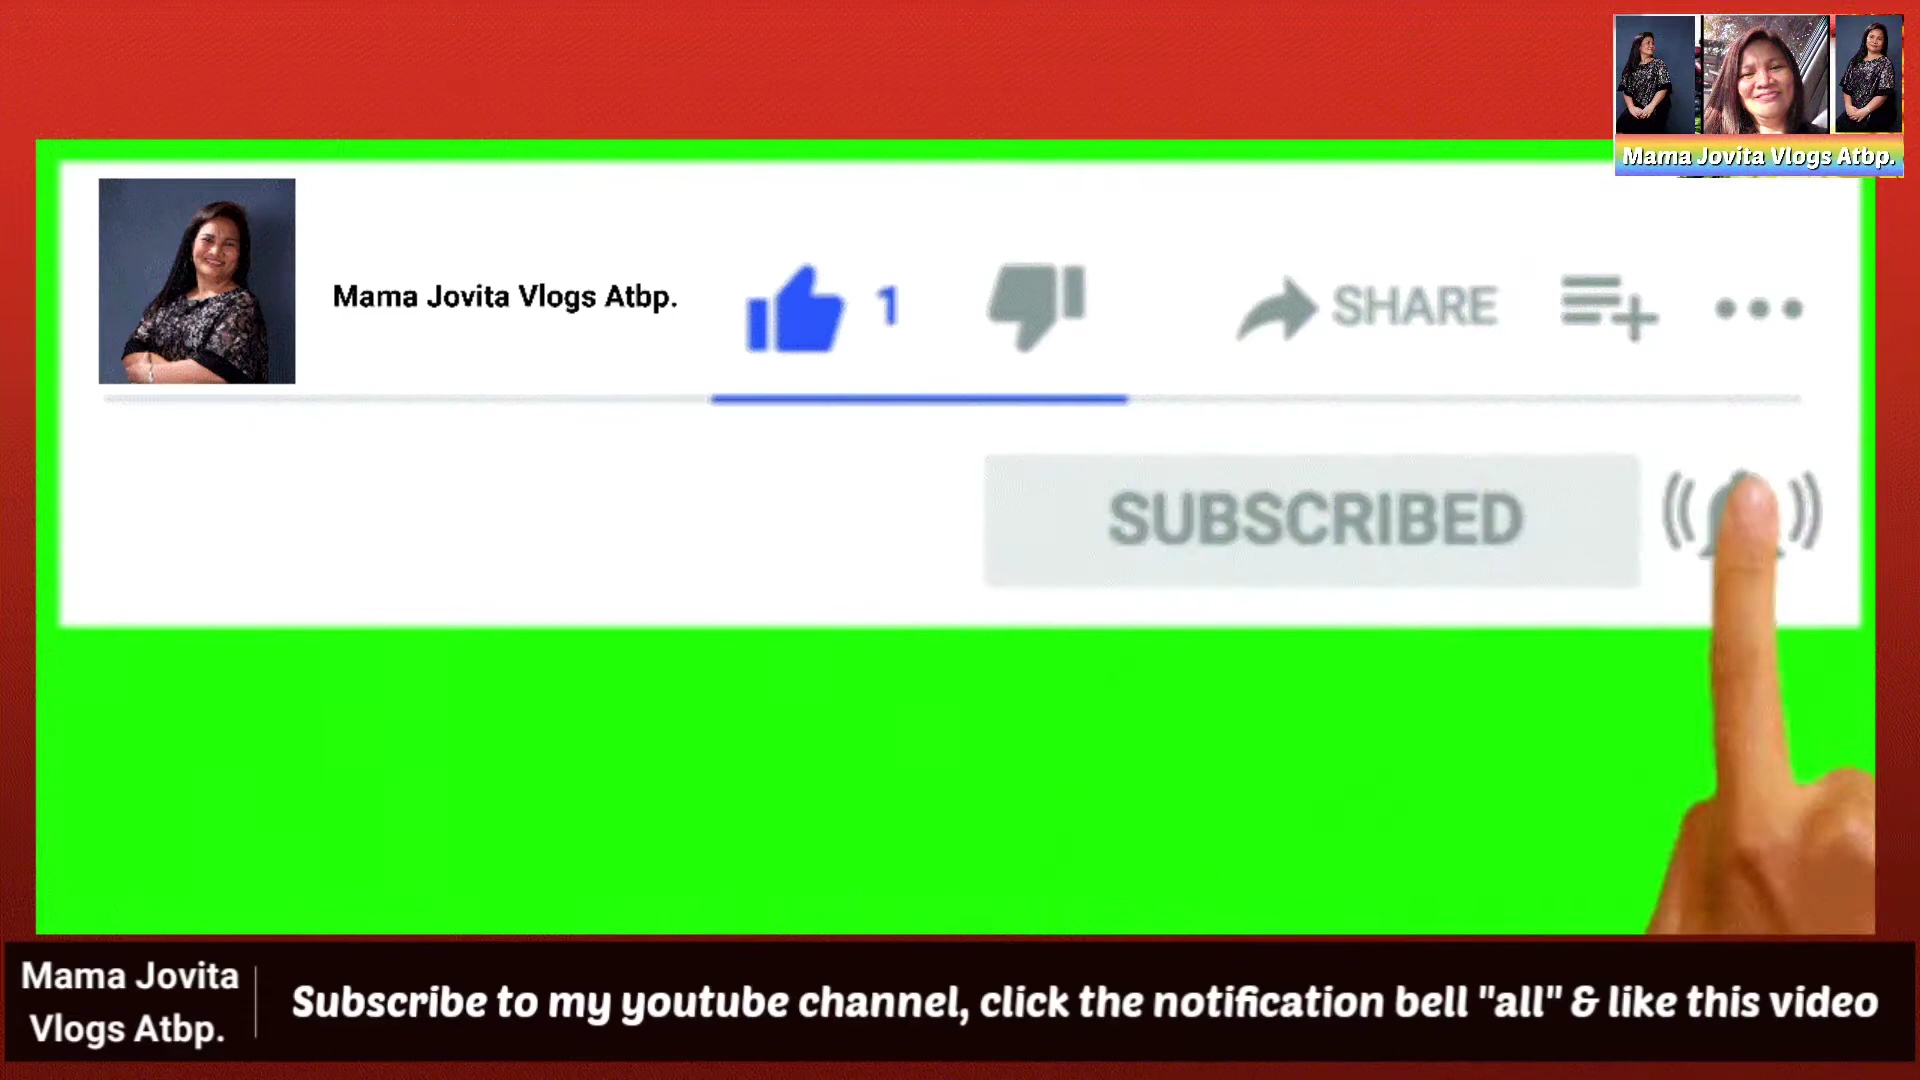 Mama Jovita Vlogs Atbp.
Mama Jovita Vlogs Atbp.
1
SHARE
SUBSCRIBED
Mama Jovita
Vlogs Atbp.
Subscribe to my youtube channel, click the notification bell "all" & like this video